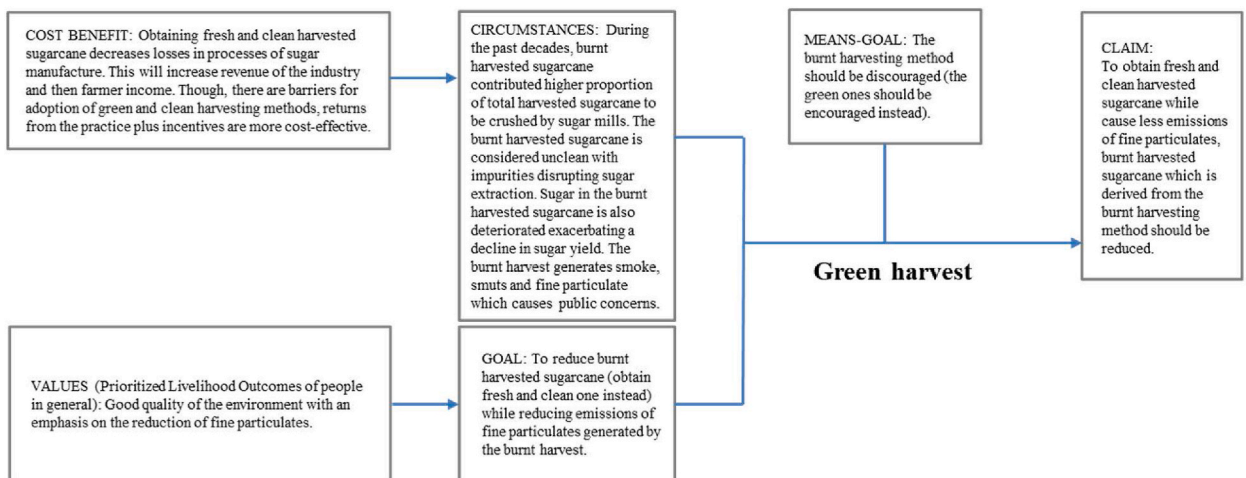 COST BENEFIT: Obtaining fresh and clean harvested
sugarcane decreases losses in processes of sugar
manufacture. This will increase revenue of the industry
and then farmer income. Though, there are barriers for
adoption of green and clean harvesting methods, returns
from the practice plus incentives are more cost-effective.
CIRCUMSTANCES: During
the past decades, burnt
harvested sugarcane
contributed higher proportion
of total harvested sugarcane to
be crushed by sugar mills. The
burnt harvested sugarcane is
considered unclean with
impurities disrupting sugar
extraction. Sugar in the burnt
harvested sugarcane is also
deteriorated exacerbating a
decline in sugar yield. The
burnt harvest generates smoke,
smuts and fine particulate
which causes public concerns.
MEANS-GOAL: The
burnt harvesting method
should be discouraged (the
green ones should be
encouraged instead).
CLAIM:
To obtain fresh and
clean harvested
sugarcane while
cause less emissions
of fine particulates,
burnt harvested
sugarcane which is
derived from the
burnt harvesting
method should be
reduced.
Green harvest
VALUES (Prioritized Livelihood Outcomes of people
in general): Good quality of the environment with an
emphasis on the reduction of fine particulates.
GOAL: To reduce burnt
harvested sugarcane (obtain
fresh and clean one instead)
while reducing emissions of
fine particulates generated by
the burnt harvest.